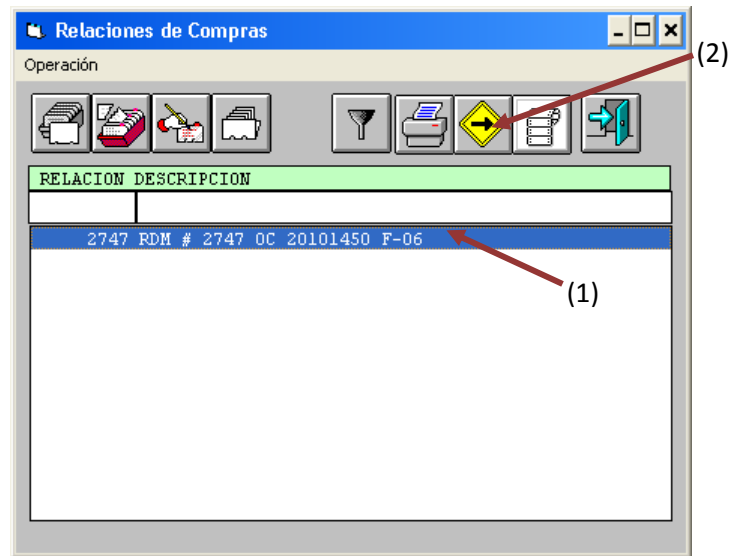 Relaciones de Compras
(2)
Operación
RELACION DESCRIPCION
2747 RDM # 2747 OC 20101450 F-06
(1)